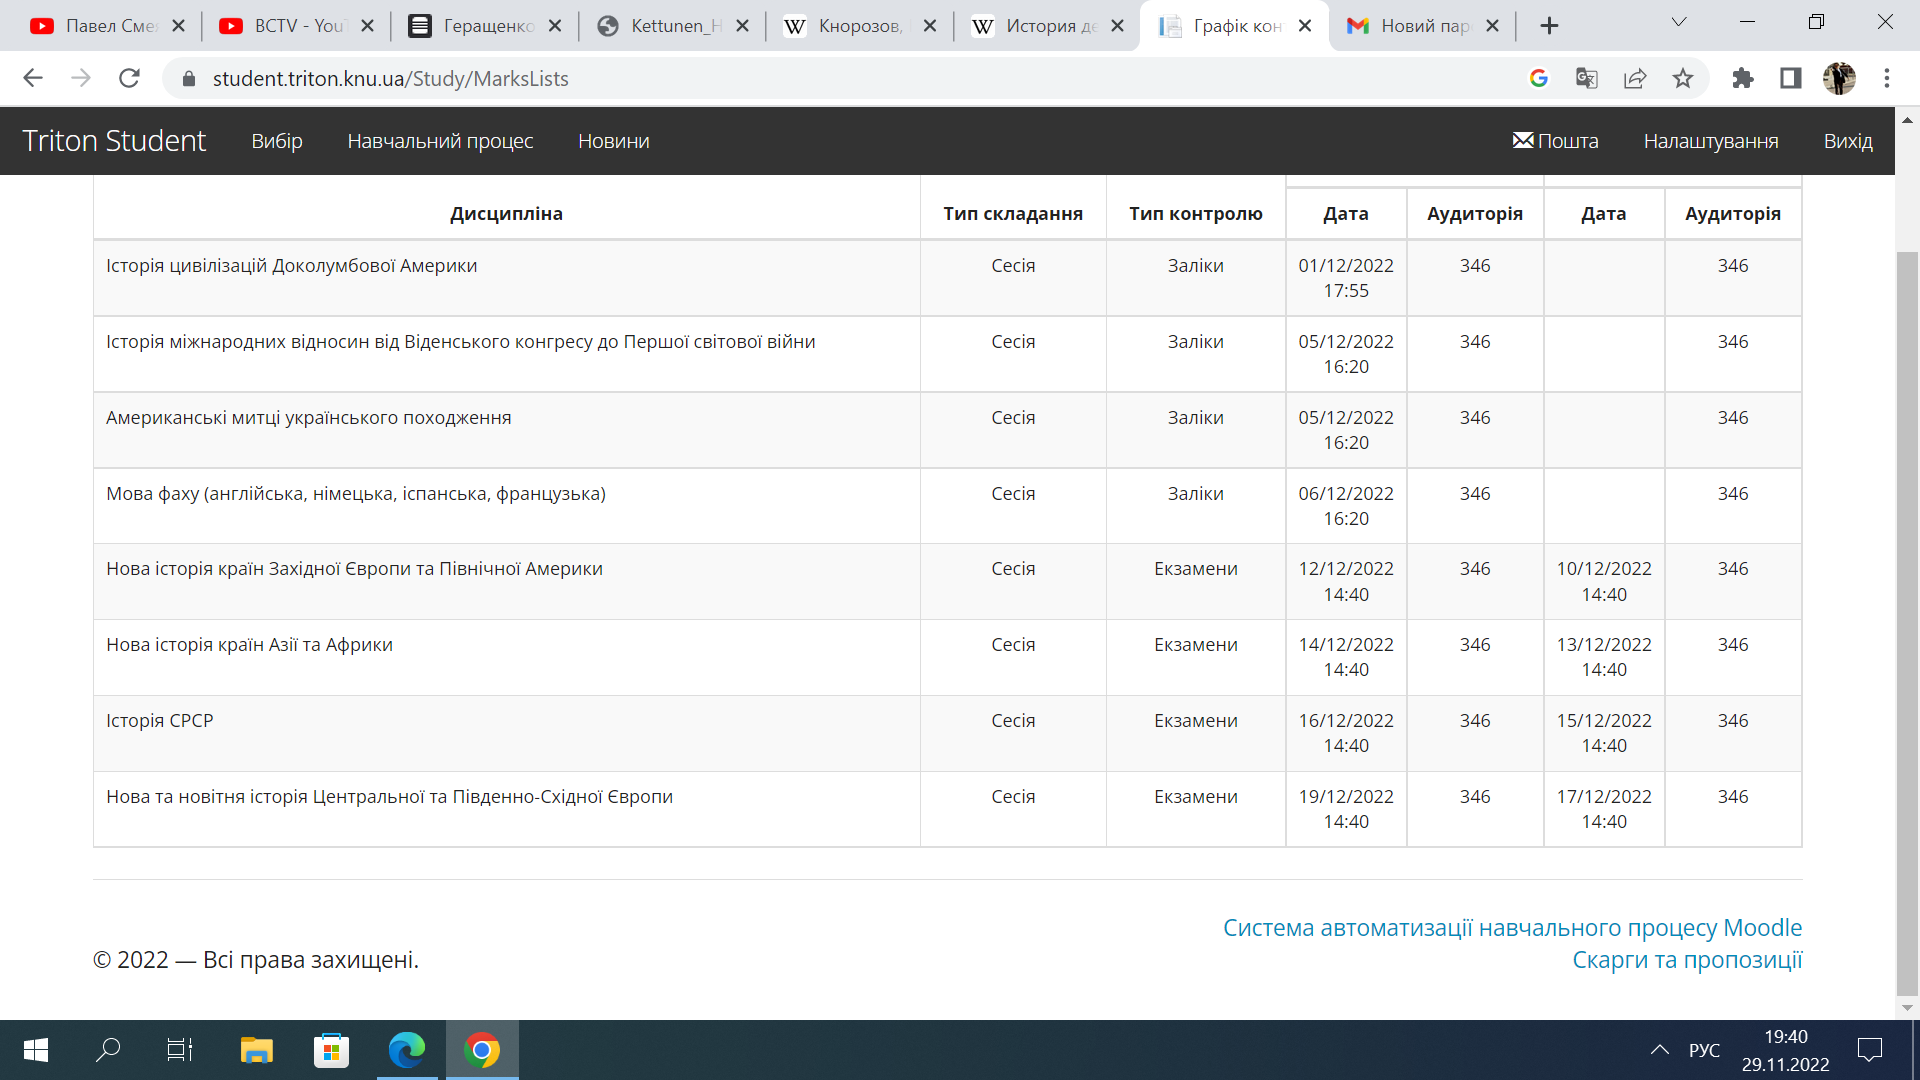 Павел Сме
BCTV - You
Геращенко
Kettunen_H
Кнорозов,
История де
Графік кон
Новий пар
student.triton.knu.ua/Study/MarksLists
Triton Student Вибір Навчальний процес Новини Пошта Налаштування Вихід
Дисципліна Тип складання Тип контролю Дата Аудиторія Дата Аудиторія
Історія цивілізацій Доколумбової Америки Сесія Заліки 01/12/2022 346 346
17:55
Історія міжнародних відносин від Віденського конгресу до Першої світової війни Сесія Заліки 05/12/2022 346 346
16:20
Американські митці українського походження Сесія Заліки 05/12/2022 346 346
16:20
Мова фаху (англійська, німецька, іспанська, французька) Сесія Заліки 06/12/2022 346 346
16:20
Нова історія країн Західної Європи та Північної Америки Сесія Екзамени 12/12/2022 346 10/12/2022 346
14:40 14:40
Нова історія країн Азії та Африки Сесія Екзамени 14/12/2022 346 13/12/2022 346
14:40 14:40
Історія СРСР Сесія Екзамени 16/12/2022 346 15/12/2022 346
14:40 14:40
Нова та новітня історія Центральної та Південно-Східної Європи Сесія Екзамени 19/12/2022 346 17/12/2022 346
14:40 14:40
Система автоматизації навчального процесу Moodle
© 2022 — Всі права захищені. Скарги та пропозиції
19:40
РУС
29.11.2022